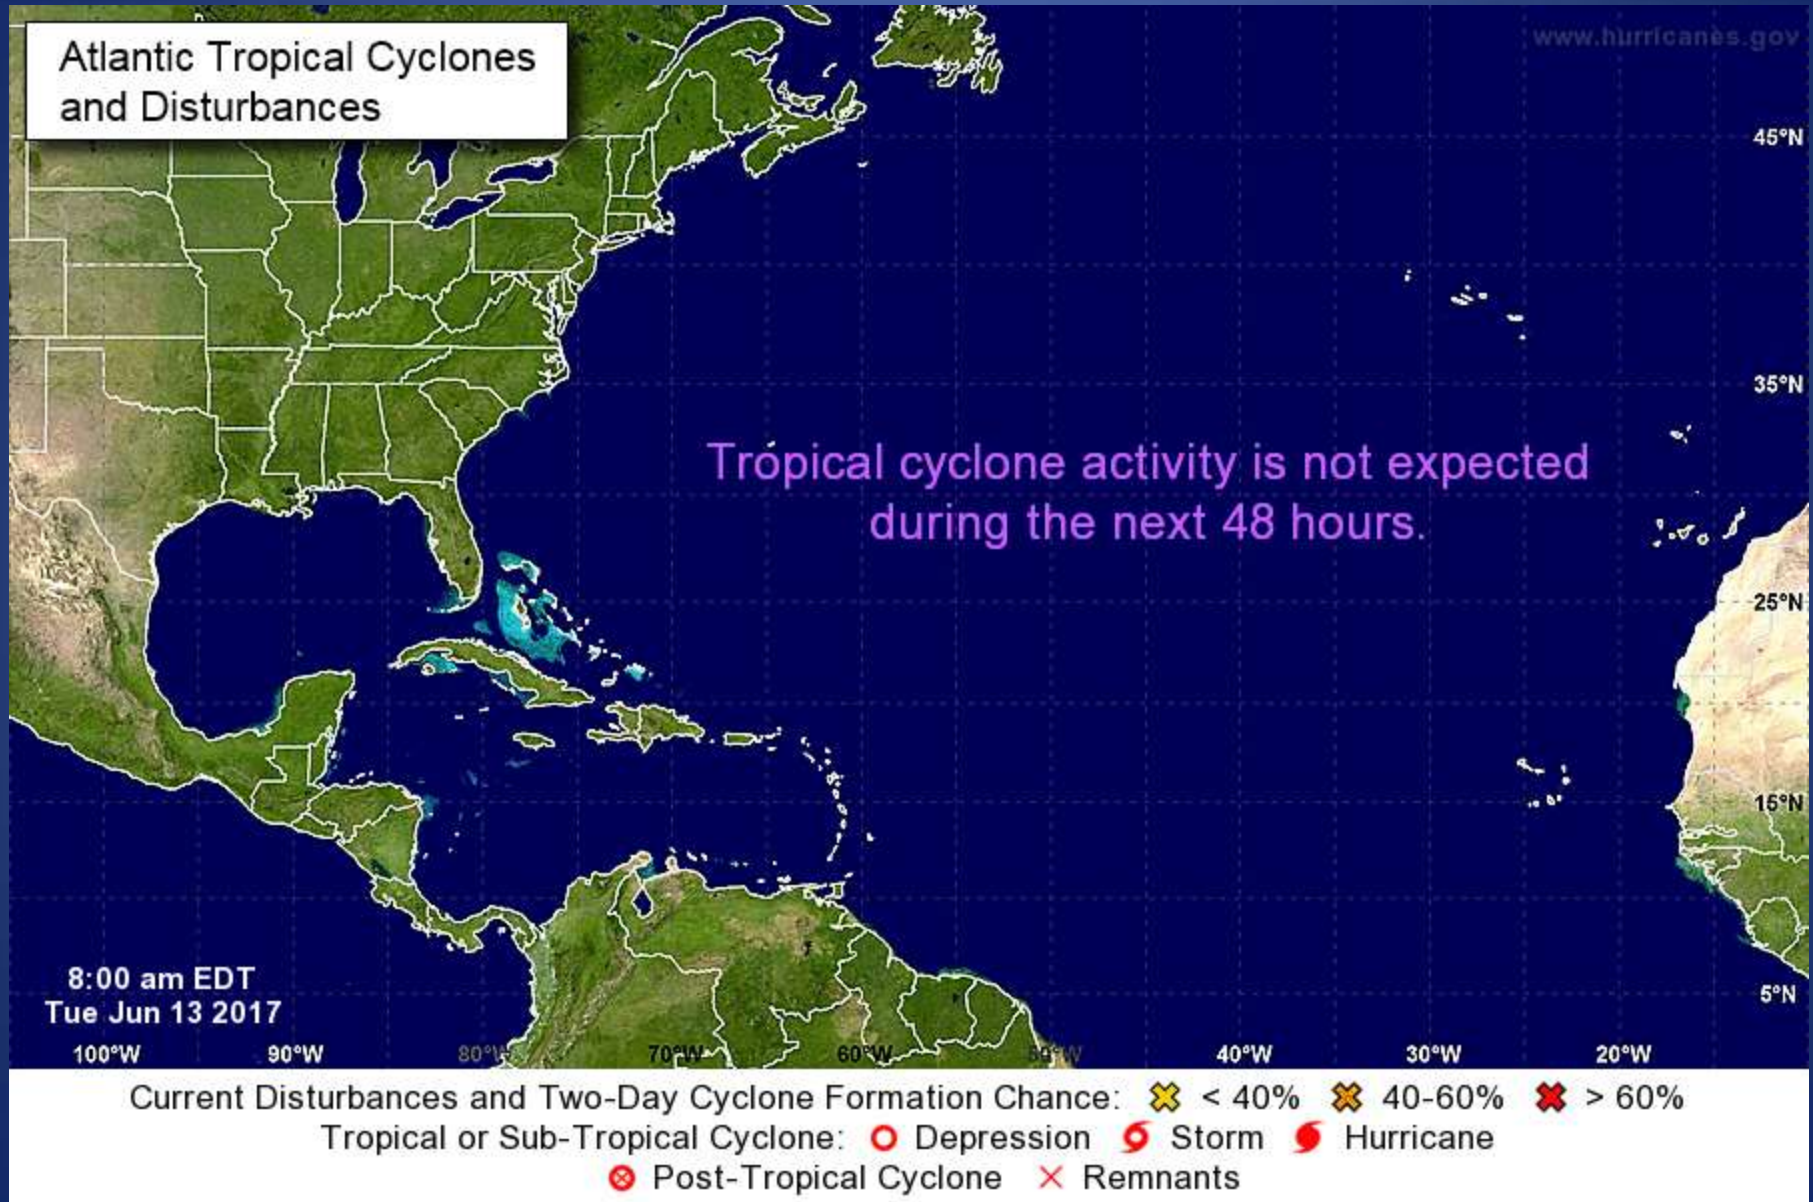 Atlantic Tropical Cyclones
and Disturbances
www.hurricanes.gov
45°N
35°N
Tropical cyclone activity is not expected
during the next 48 hours.
25°N
15°N
5°N
8:00 am EDT
Tue Jun 13 2017
100°W 90°W 80°W 70°W 60°W 50°W 40°W 30°W 20°W
Current Disturbances and Two-Day Cyclone Formation Chance: < 40% 40-60% > 60%
Tropical or Sub-Tropical Cyclone: Depression Storm Hurricane
Post-Tropical Cyclone Remnants